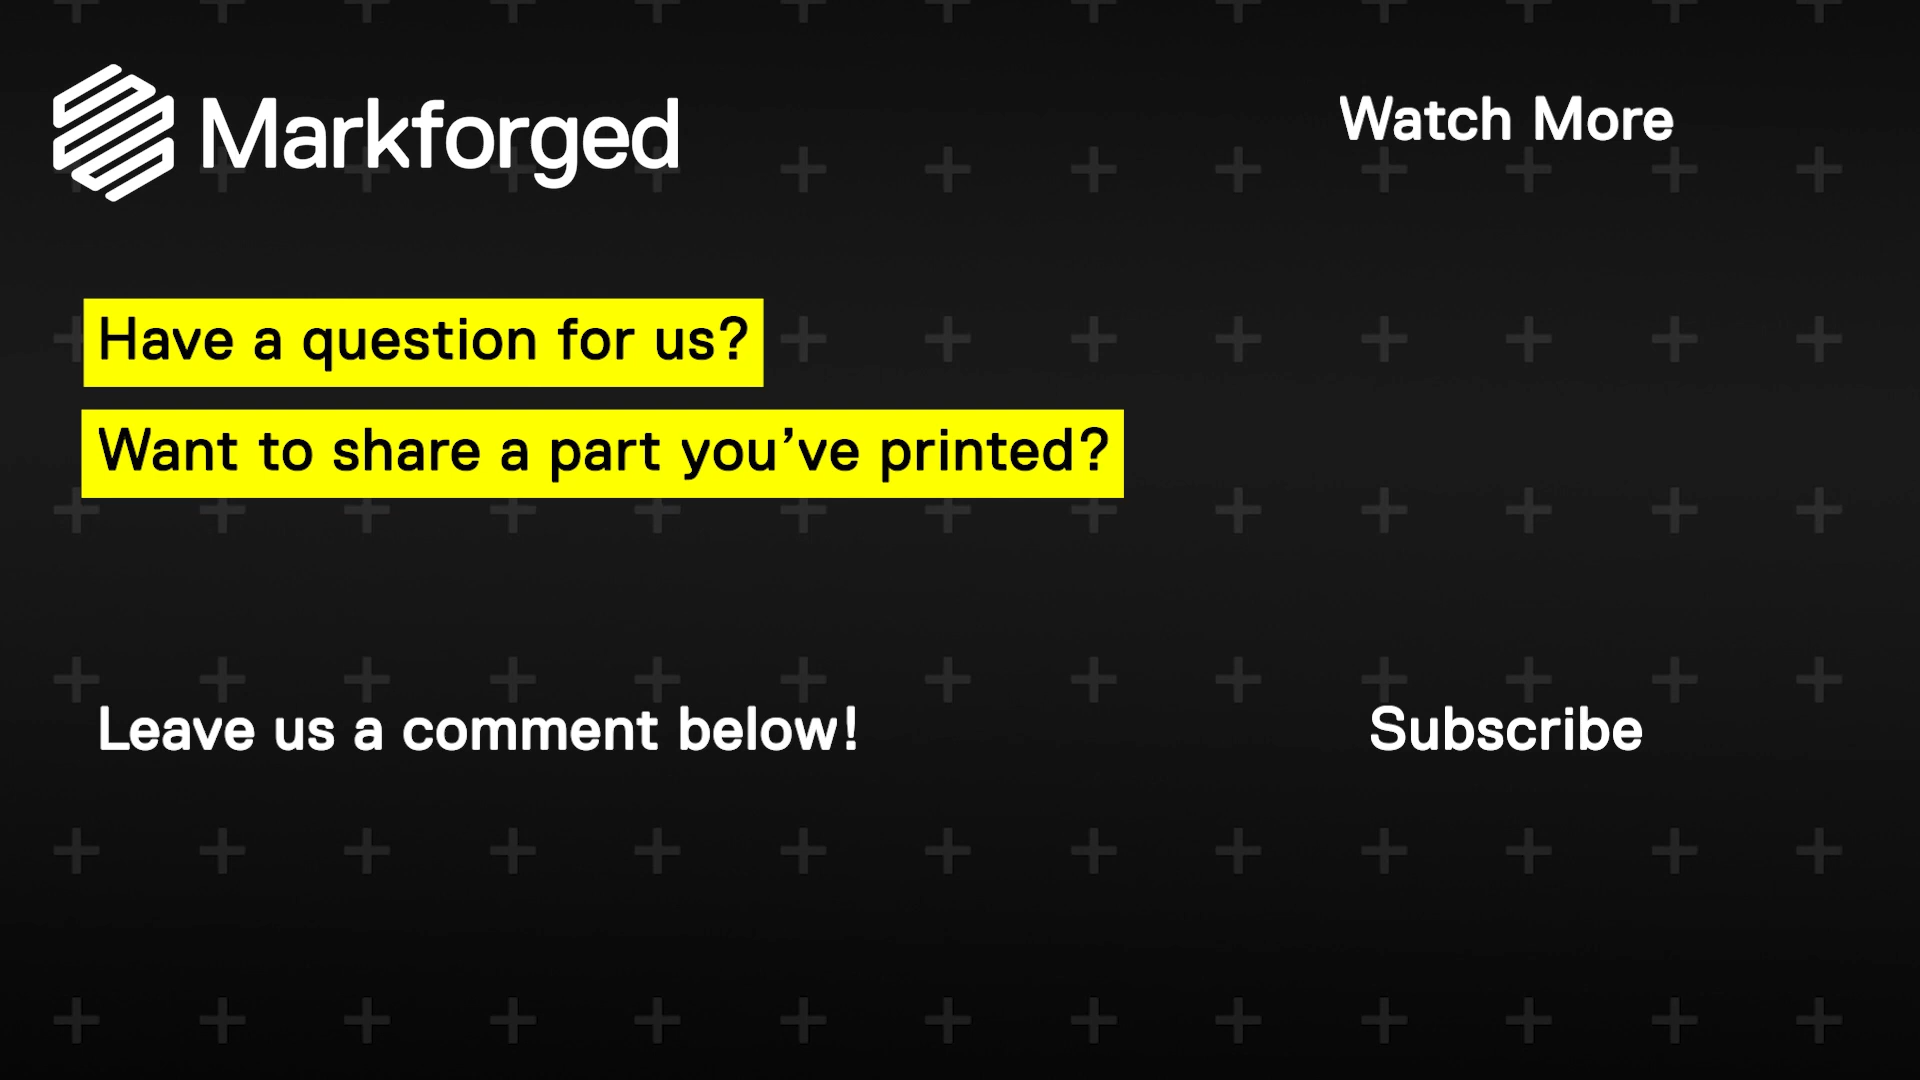 Markforged
Watch More
Have a question for us?
Want to share a part you’ve printed?
Leave us a comment below!
Subscribe